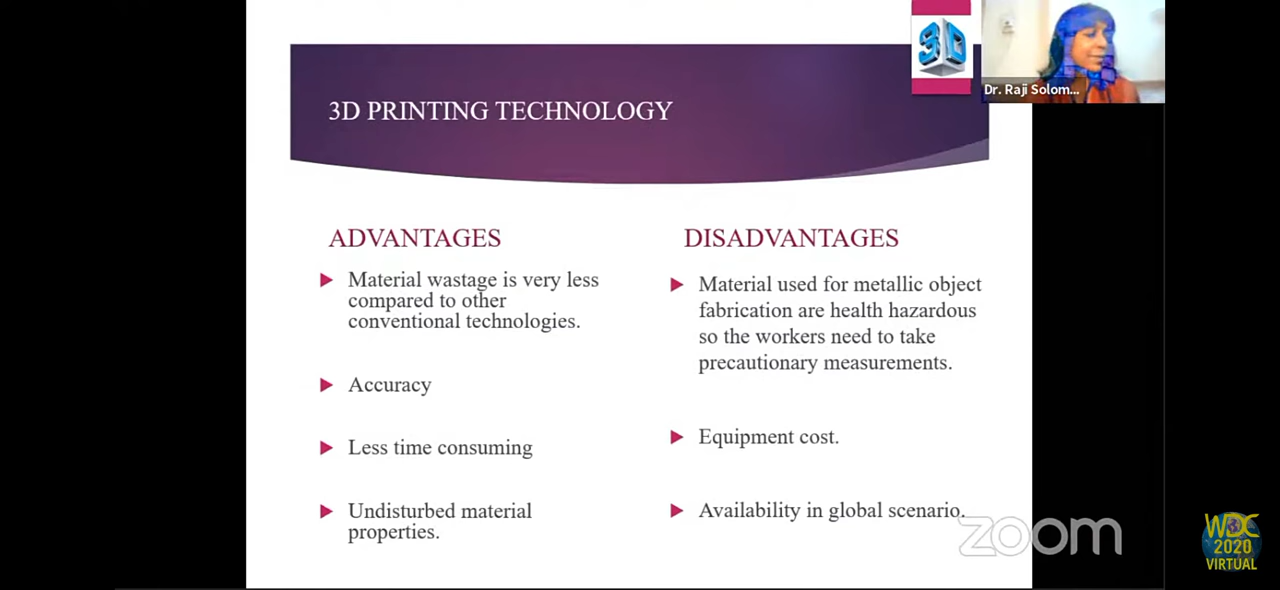 3D
Dr. Raji Solom...
3D PRINTING TECHNOLOGY
ADVANTAGES
Material wastage is very less
compared to other
conventional technologies.
Accuracy
Less time consuming
Undisturbed material
properties.
DISADVANTAGES
Material used for metallic object
fabrication are health hazardous
so the workers need to take
precautionary measurements.
Equipment cost.
Availability in global scenario.
zoom
WDC
2020
VIRTUAL